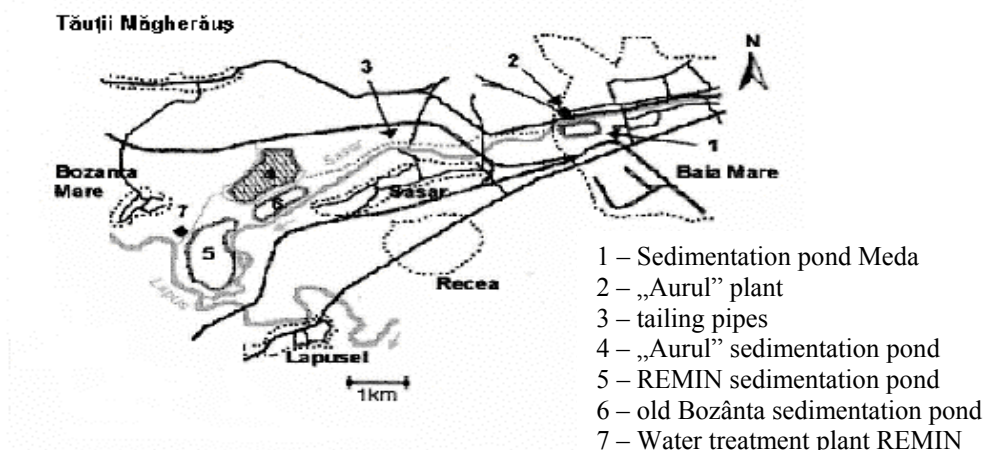 Tăuții Măgherăuş
3
2
N
1
Bozanta
Mare
4
Sasar
Baia Mare
6
Sasar
7
5
Recea
Lapus
Lapusel
1km
1 – Sedimentation pond Meda
2 – „Aurul” plant
3 – tailing pipes
4 – „Aurul” sedimentation pond
5 – REMIN sedimentation pond
6 – old Bozânta sedimentation pond
7 – Water treatment plant REMIN